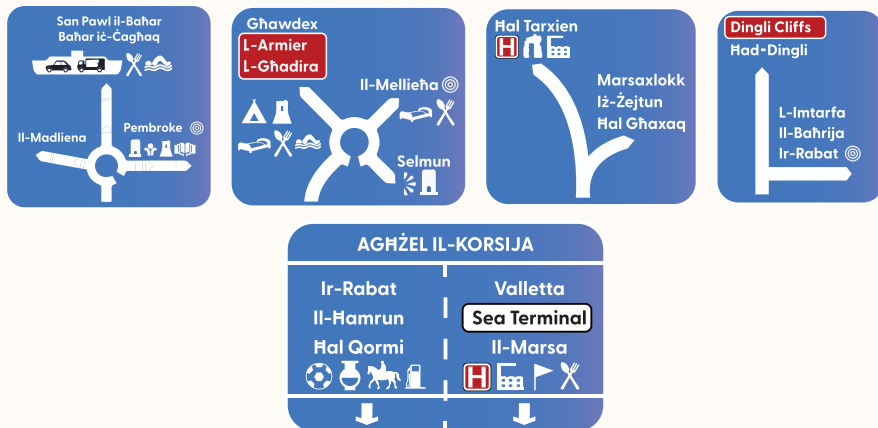 San Pawl il-Baħar
Baħar iċ-Ċagħaq
Il-Madliena
Pembroke
Għawdex
L-Armier
L-Għadira
Il-Mellieħa
Selmun
Ħal Tarxien
H
Marsaxlokk
Iż-Żejtun
Ħal Għaxaq
Dingli Cliffs
Ħad-Dingli
L-Imtarfa
Il-Baħrija
Ir-Rabat
AGĦŻEL IL-KORSIJA
Ir-Rabat
Il-Ħamrun
Ħal Qormi
Valletta
Sea Terminal
Il-Marsa
H